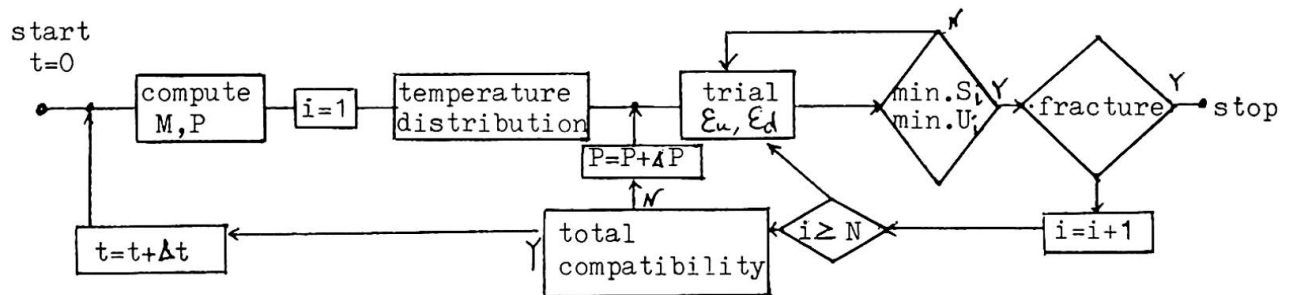 start
t=0
compute
M,P
i=1
temperature
distribution
P=P+ΔP
trial
εu, εd
N
min.Si
min.Ui
Y
fracture
Y
stop
i=i+1
i≥N
total
compatibility
N
Y
t=t+Δt